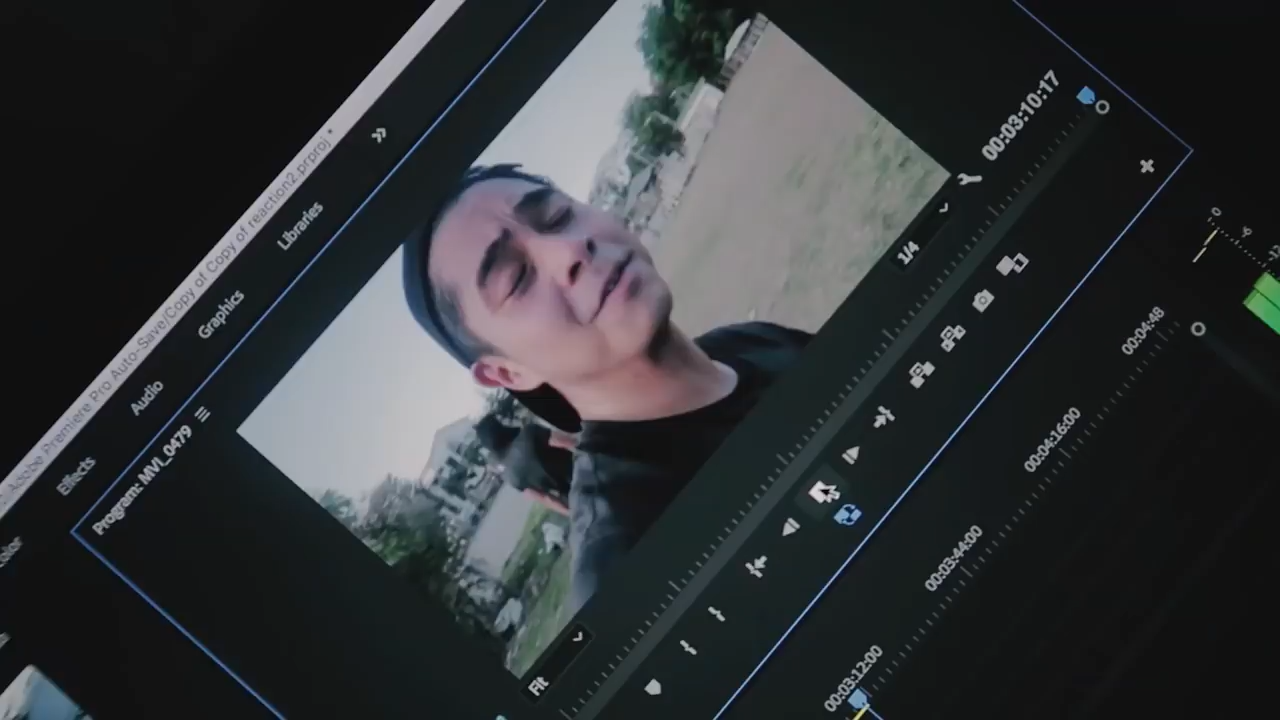 Adobe Premiere Pro Auto-Save/Copy of Copy of reaction2.prproj *
Effects
Audio
Graphics
Libraries
Program: MVI_0479
Fit
1/4
00:03:10:17
00:03:12:00
00:03:44:00
00:04:16:00
00:04:48
0
-6